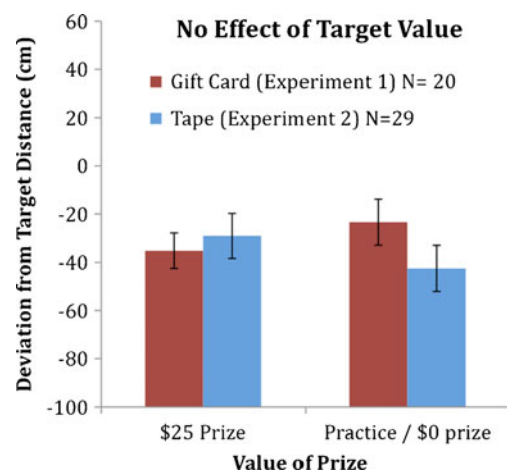 No Effect of Target Value
Gift Card (Experiment 1) N= 20
Tape (Experiment 2) N=29
Deviation from Target Distance (cm)
60
40
20
0
-20
-40
-60
-80
-100
$25 Prize
Practice / $0 prize
Value of Prize